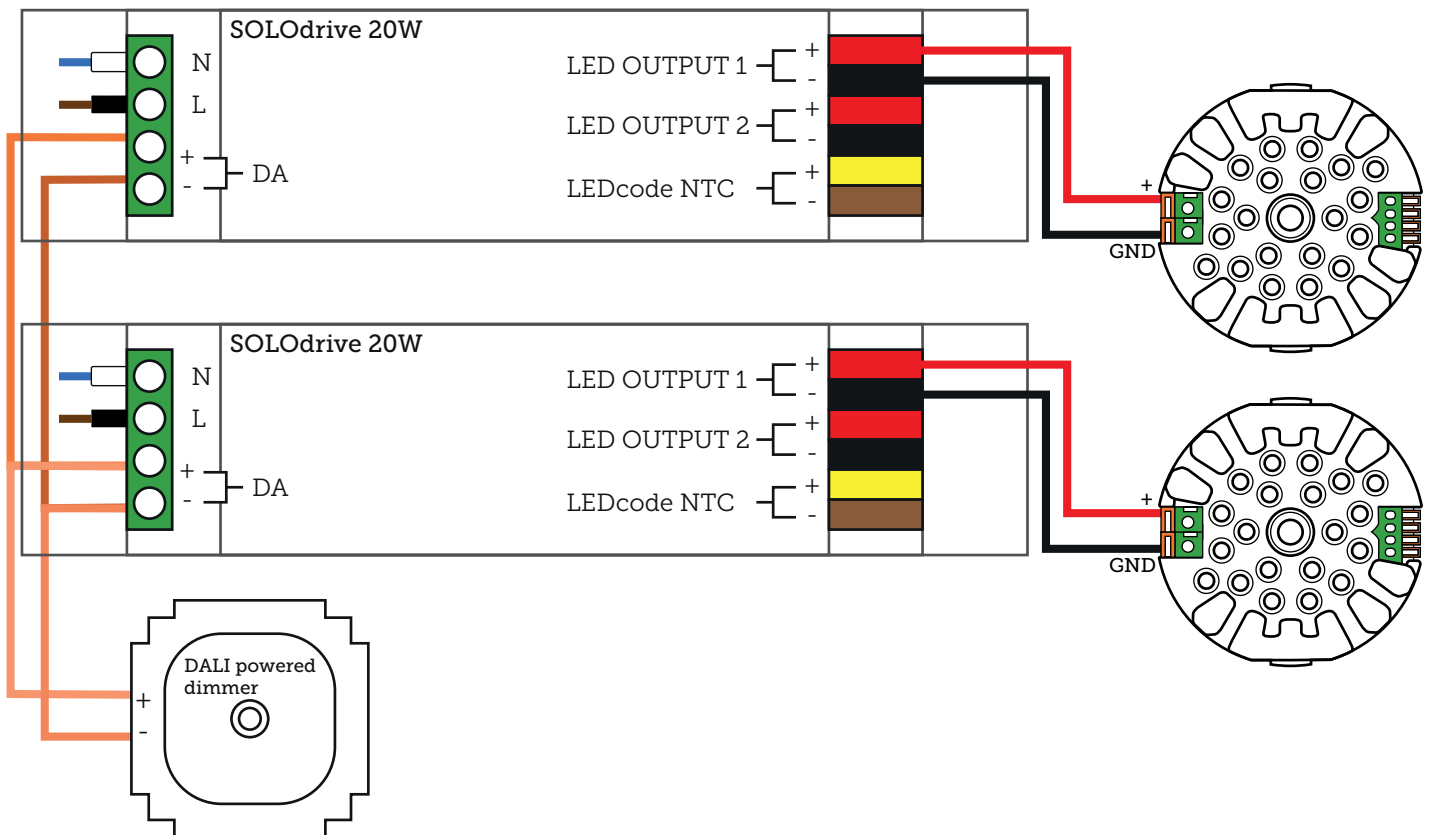 SOLOdrive 20W
N
L
+
-
DA
LED OUTPUT 1
+
-
LED OUTPUT 2
+
-
LEDcode NTC
+
-
+
GND
SOLOdrive 20W
N
L
+
-
DA
LED OUTPUT 1
+
-
LED OUTPUT 2
+
-
LEDcode NTC
+
-
+
GND
DALI powered
dimmer
+
-